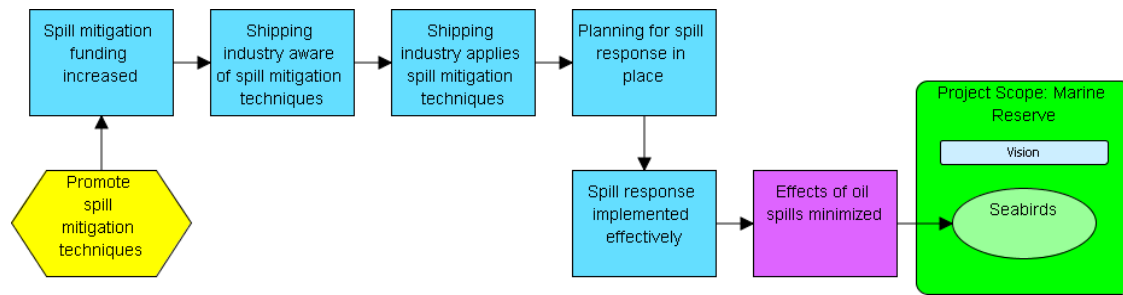 Spill mitigation
funding
increased
Shipping
industry aware
of spill mitigation
techniques
Shipping
industry applies
spill mitigation
techniques
Planning for spill
response in
place
Project Scope: Marine
Reserve
Vision
Seabirds
Promote
spill
mitigation
techniques
Spill response
implemented
effectively
Effects of oil
spills minimized